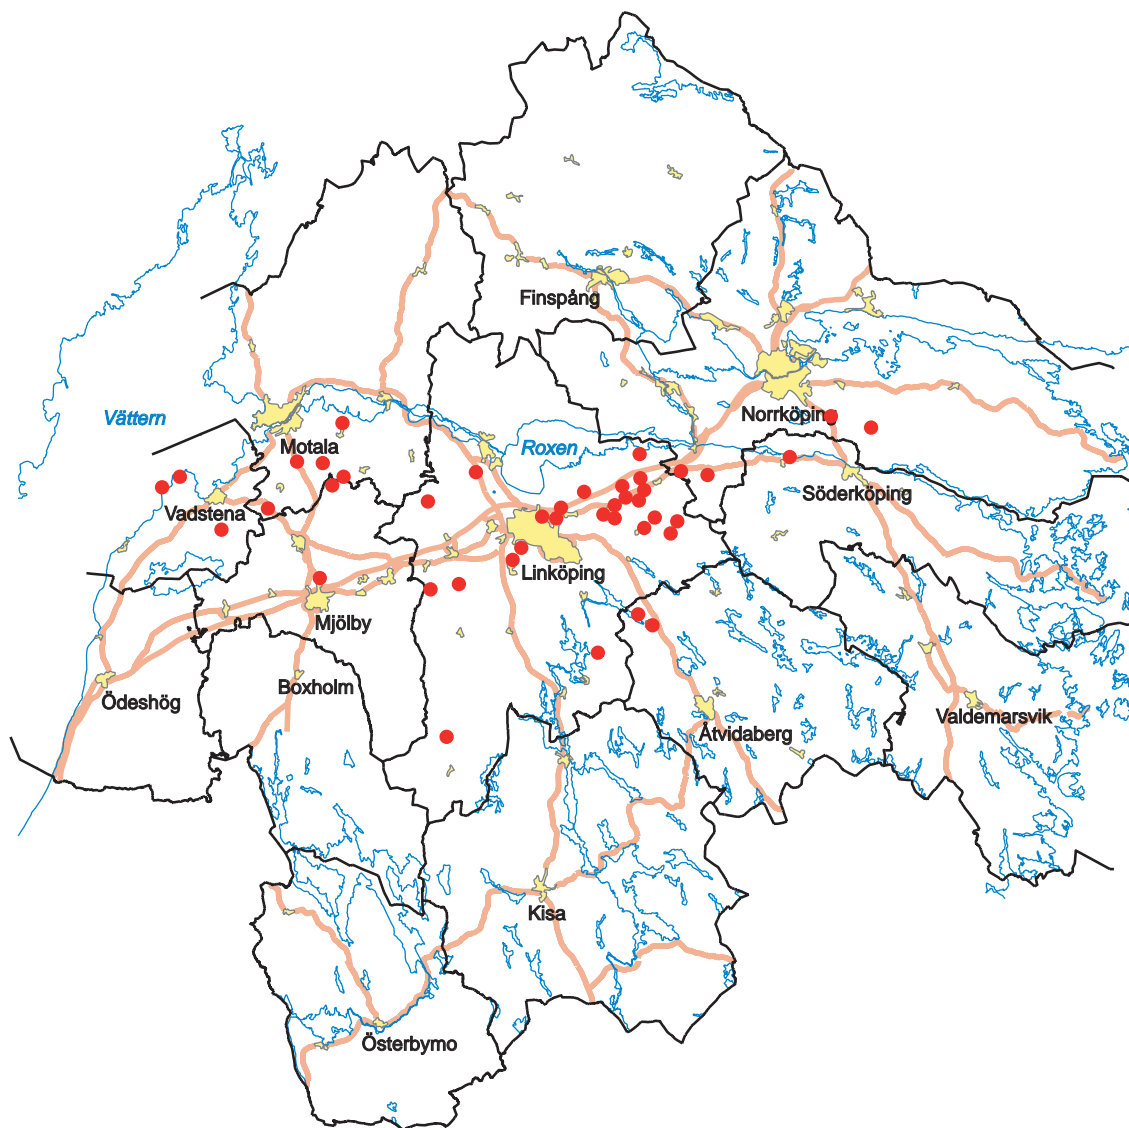 Finspång
Vättern
Norrköping
Motala
Roxen
Söderköping
Vadstena
Linköping
Mjölby
Boxholm
Ödeshög
Valdemarsvik
Åtvidaberg
Kisa
Österbymo